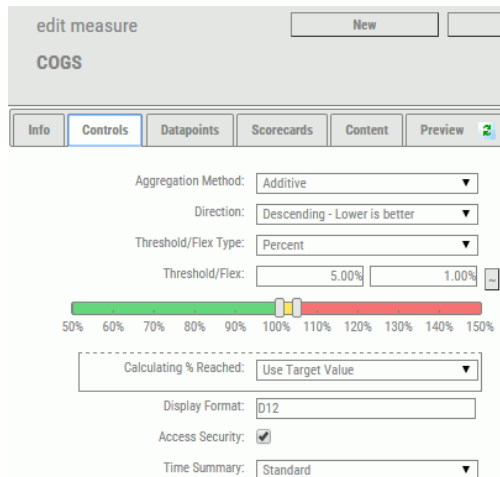 edit measure New
COGS
Info Controls Datapoints Scorecards Content Preview
Aggregation Method: Additive
Direction: Descending - Lower is better
Threshold/Flex Type: Percent
Threshold/Flex: 5.00% 1.00% ~
50% 60% 70% 80% 90% 100% 110% 120% 130% 140% 150%
Calculating % Reached: Use Target Value
Display Format: D12
Access Security:
Time Summary: Standard